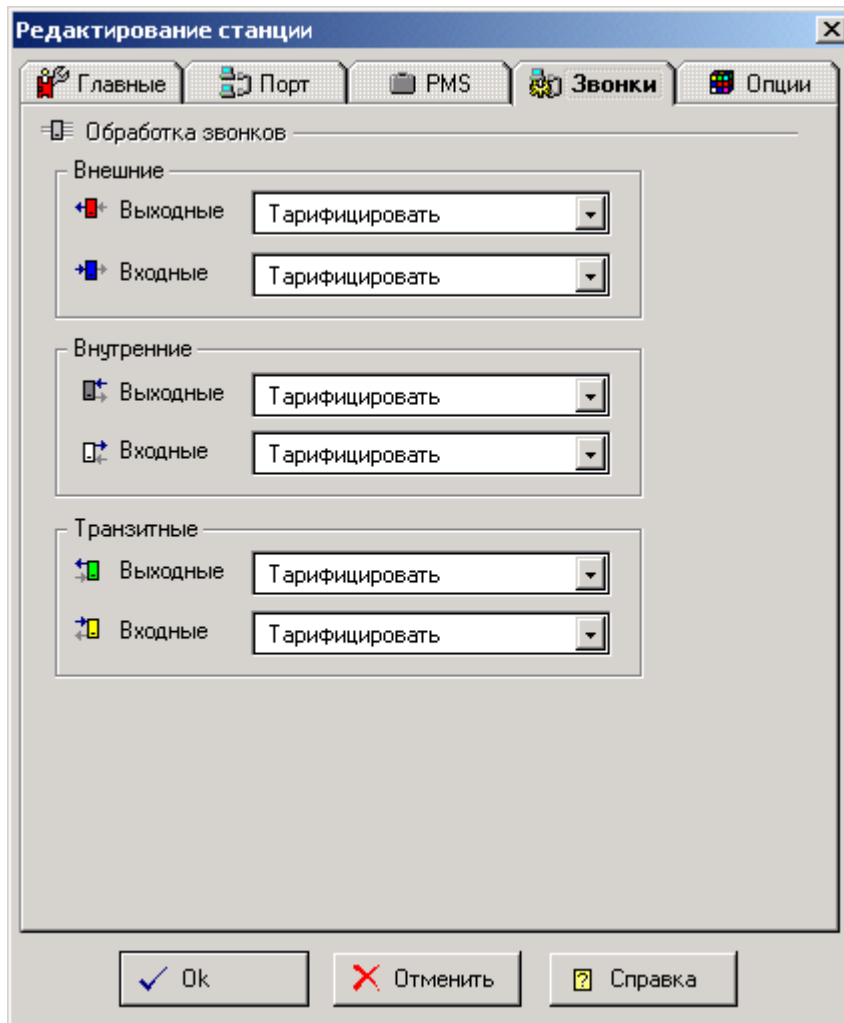 Редактирование станции
Главные Порт PMS Звонки Опции
Обработка звонков
Внешние
Выходные Тарифицировать
Входные Тарифицировать
Внутренние
Выходные Тарифицировать
Входные Тарифицировать
Транзитные
Выходные Тарифицировать
Входные Тарифицировать
Ok Отменить Справка